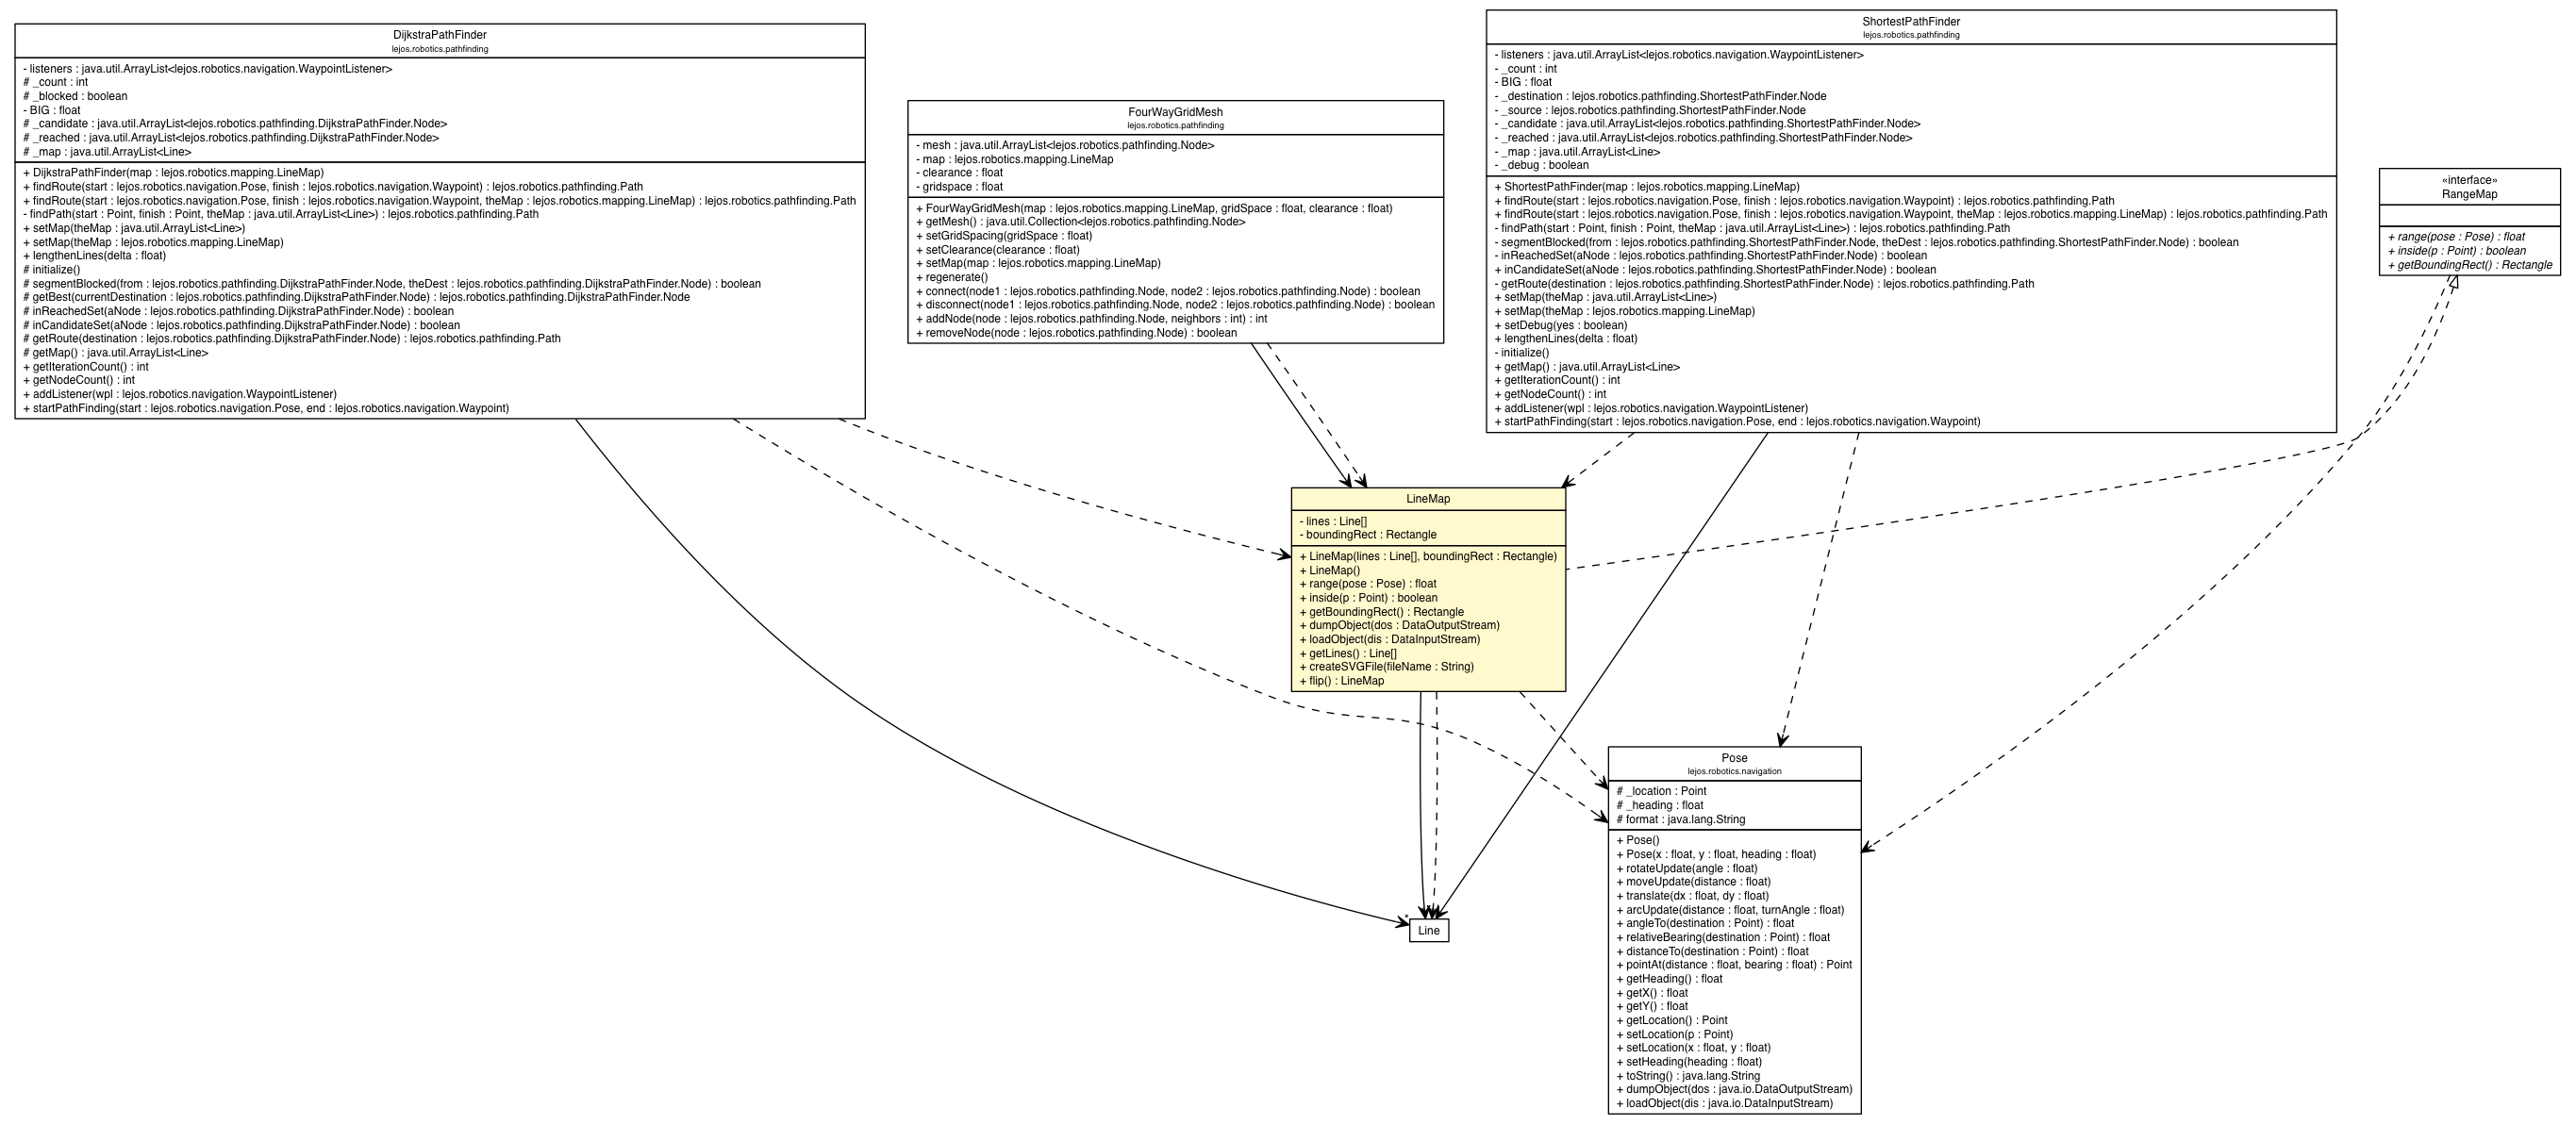 DijkstraPathFinder
lejos.robotics.pathfinding
- listeners : java.util.ArrayList<lejos.robotics.navigation.WaypointListener>
# _count : int
# _blocked : boolean
- BIG : float
# _candidate : java.util.ArrayList<lejos.robotics.pathfinding.DijkstraPathFinder.Node>
# _reached : java.util.ArrayList<lejos.robotics.pathfinding.DijkstraPathFinder.Node>
# _map : java.util.ArrayList<Line>
+ DijkstraPathFinder(map : lejos.robotics.mapping.LineMap)
+ findRoute(start : lejos.robotics.navigation.Pose, finish : lejos.robotics.navigation.Waypoint) : lejos.robotics.pathfinding.Path
+ findRoute(start : lejos.robotics.navigation.Pose, finish : lejos.robotics.navigation.Waypoint, theMap : lejos.robotics.mapping.LineMap) : lejos.robotics.pathfinding.Path
- findPath(start : Point, finish : Point, theMap : java.util.ArrayList<Line>) : lejos.robotics.pathfinding.Path
+ setMap(theMap : java.util.ArrayList<Line>)
+ setMap(theMap : lejos.robotics.mapping.LineMap)
+ lengthenLines(delta : float)
# initialize()
# segmentBlocked(from : lejos.robotics.pathfinding.DijkstraPathFinder.Node, theDest : lejos.robotics.pathfinding.DijkstraPathFinder.Node) : boolean
# getBest(currentDestination : lejos.robotics.pathfinding.DijkstraPathFinder.Node) : lejos.robotics.pathfinding.DijkstraPathFinder.Node
# inReachedSet(aNode : lejos.robotics.pathfinding.DijkstraPathFinder.Node) : boolean
# inCandidateSet(aNode : lejos.robotics.pathfinding.DijkstraPathFinder.Node) : boolean
# getRoute(destination : lejos.robotics.pathfinding.DijkstraPathFinder.Node) : lejos.robotics.pathfinding.Path
# getMap() : java.util.ArrayList<Line>
+ getIterationCount() : int
+ getNodeCount() : int
+ addListener(wpl : lejos.robotics.navigation.WaypointListener)
+ startPathFinding(start : lejos.robotics.navigation.Pose, end : lejos.robotics.navigation.Waypoint)
FourWayGridMesh
lejos.robotics.pathfinding
- mesh : java.util.ArrayList<lejos.robotics.pathfinding.Node>
- map : lejos.robotics.mapping.LineMap
- clearance : float
- gridspace : float
+ FourWayGridMesh(map : lejos.robotics.mapping.LineMap, gridSpace : float, clearance : float)
+ getMesh() : java.util.Collection<lejos.robotics.pathfinding.Node>
+ setGridSpacing(gridSpace : float)
+ setClearance(clearance : float)
+ setMap(map : lejos.robotics.mapping.LineMap)
+ regenerate()
+ connect(node1 : lejos.robotics.pathfinding.Node, node2 : lejos.robotics.pathfinding.Node) : boolean
+ disconnect(node1 : lejos.robotics.pathfinding.Node, node2 : lejos.robotics.pathfinding.Node) : boolean
+ addNode(node : lejos.robotics.pathfinding.Node, neighbors : int) : int
+ removeNode(node : lejos.robotics.pathfinding.Node) : boolean
ShortestPathFinder
lejos.robotics.pathfinding
- listeners : java.util.ArrayList<lejos.robotics.navigation.WaypointListener>
- _count : int
- BIG : float
- _destination : lejos.robotics.pathfinding.ShortestPathFinder.Node
- _source : lejos.robotics.pathfinding.ShortestPathFinder.Node
- _candidate : java.util.ArrayList<lejos.robotics.pathfinding.ShortestPathFinder.Node>
- _reached : java.util.ArrayList<lejos.robotics.pathfinding.ShortestPathFinder.Node>
- _map : java.util.ArrayList<Line>
- _debug : boolean
+ ShortestPathFinder(map : lejos.robotics.mapping.LineMap)
+ findRoute(start : lejos.robotics.navigation.Pose, finish : lejos.robotics.navigation.Waypoint) : lejos.robotics.pathfinding.Path
+ findRoute(start : lejos.robotics.navigation.Pose, finish : lejos.robotics.navigation.Waypoint, theMap : lejos.robotics.mapping.LineMap) : lejos.robotics.pathfinding.Path
- findPath(start : Point, finish : Point, theMap : java.util.ArrayList<Line>) : lejos.robotics.pathfinding.Path
- segmentBlocked(from : lejos.robotics.pathfinding.ShortestPathFinder.Node, theDest : lejos.robotics.pathfinding.ShortestPathFinder.Node) : boolean
- inReachedSet(aNode : lejos.robotics.pathfinding.ShortestPathFinder.Node) : boolean
+ inCandidateSet(aNode : lejos.robotics.pathfinding.ShortestPathFinder.Node) : boolean
- getRoute(destination : lejos.robotics.pathfinding.ShortestPathFinder.Node) : lejos.robotics.pathfinding.Path
+ setMap(theMap : java.util.ArrayList<Line>)
+ setMap(theMap : lejos.robotics.mapping.LineMap)
+ setDebug(yes : boolean)
+ lengthenLines(delta : float)
- initialize()
+ getMap() : java.util.ArrayList<Line>
+ getIterationCount() : int
+ getNodeCount() : int
+ addListener(wpl : lejos.robotics.navigation.WaypointListener)
+ startPathFinding(start : lejos.robotics.navigation.Pose, end : lejos.robotics.navigation.Waypoint)
«interface»
RangeMap
+ range(pose : Pose) : float
+ inside(p : Point) : boolean
+ getBoundingRect() : Rectangle
LineMap
- lines : Line[]
- boundingRect : Rectangle
+ LineMap(lines : Line[], boundingRect : Rectangle)
+ LineMap()
+ range(pose : Pose) : float
+ inside(p : Point) : boolean
+ getBoundingRect() : Rectangle
+ dumpObject(dos : DataOutputStream)
+ loadObject(dis : DataInputStream)
+ getLines() : Line[]
+ createSVGFile(fileName : String)
+ flip() : LineMap
Pose
lejos.robotics.navigation
# _location : Point
# _heading : float
# format : java.lang.String
+ Pose()
+ Pose(x : float, y : float, heading : float)
+ rotateUpdate(angle : float)
+ moveUpdate(distance : float)
+ translate(dx : float, dy : float)
+ arcUpdate(distance : float, turnAngle : float)
+ angleTo(destination : Point) : float
+ relativeBearing(destination : Point) : float
+ distanceTo(destination : Point) : float
+ pointAt(distance : float, bearing : float) : Point
+ getHeading() : float
+ getX() : float
+ getY() : float
+ getLocation() : Point
+ setLocation(p : Point)
+ setLocation(x : float, y : float)
+ setHeading(heading : float)
+ toString() : java.lang.String
+ dumpObject(dos : java.io.DataOutputStream)
+ loadObject(dis : java.io.DataInputStream)
*
Line